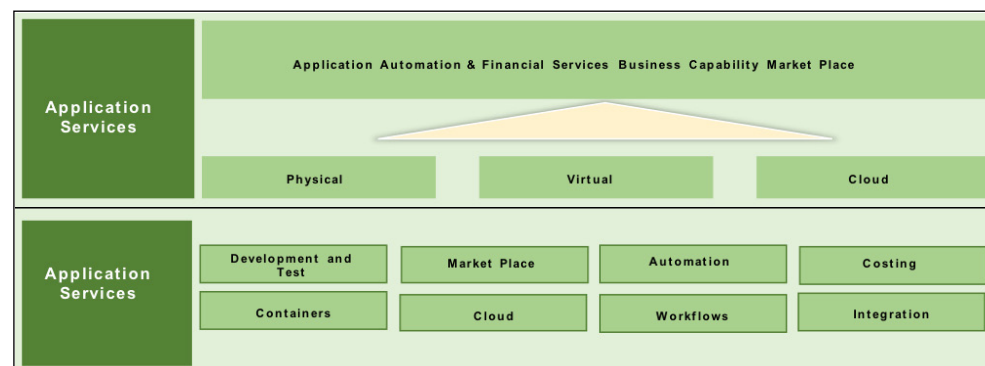 Application
Services
Application Automation & Financial Services Business Capability Market Place
Physical
Virtual
Cloud
Application
Services
Development and
Test
Market Place
Automation
Costing
Containers
Cloud
Workflows
Integration